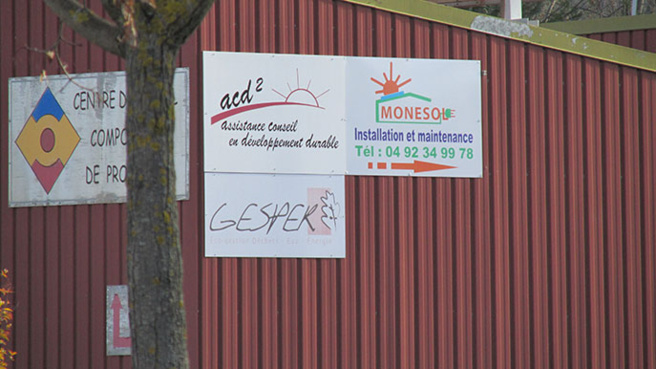 CENTRE
COMPO
DE PRO
acd²
assistance conseil
en développement durable
MONESOL
Installation et maintenance
Tél : 04 92 34 99 78
GESPER